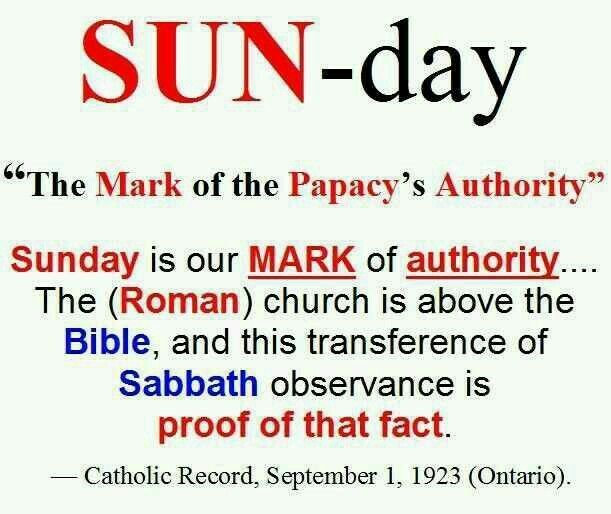 SUN-day
“The Mark of the Papacy’s Authority”
Sunday is our MARK of authority....
The (Roman) church is above the
Bible, and this transference of
Sabbath observance is
proof of that fact.
— Catholic Record, September 1, 1923 (Ontario).